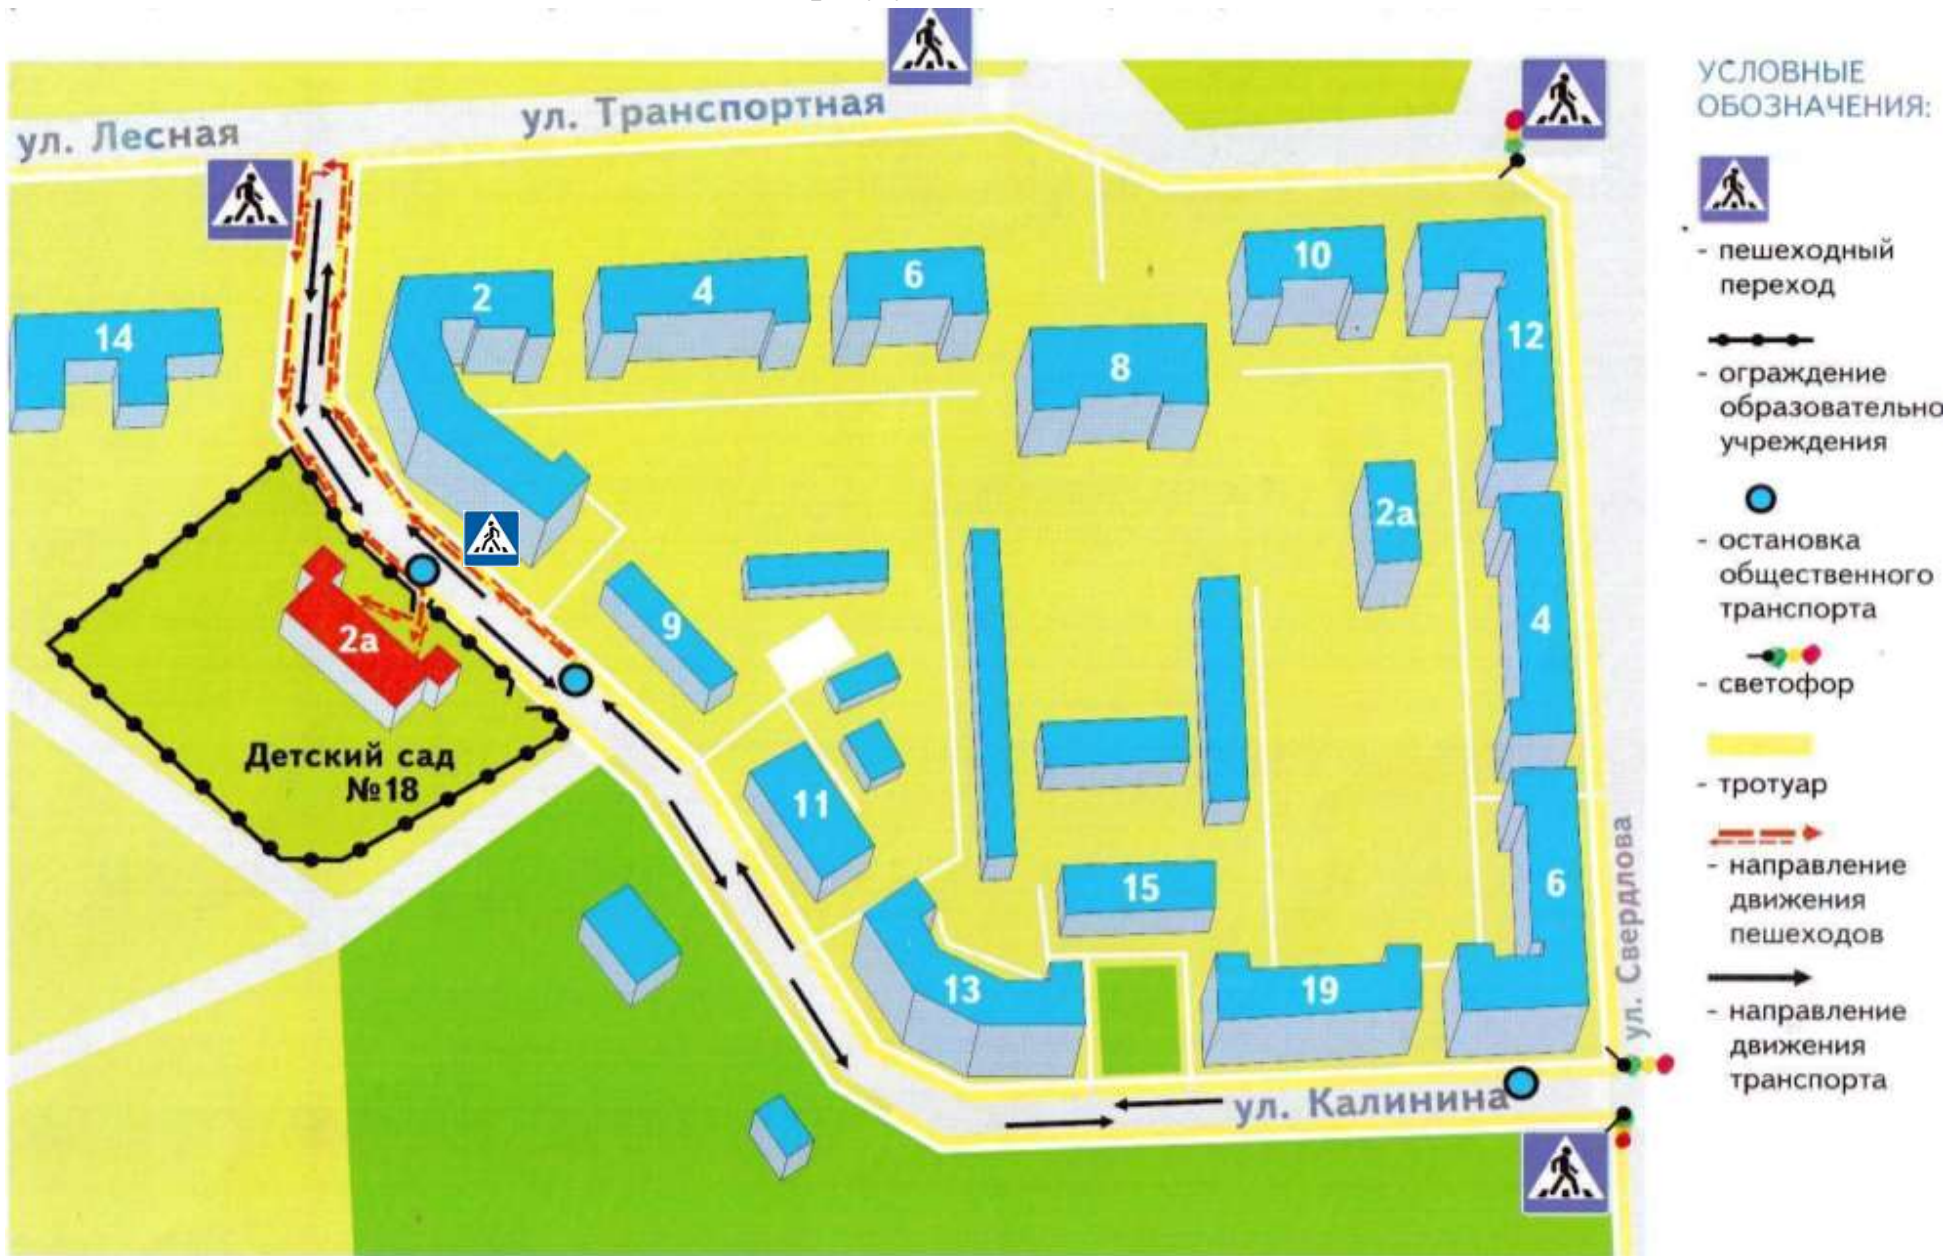 ул. Лесная
ул. Транспортная
14
2
4
6
8
10
12
2а
4
6
9
11
13
15
19
2а
Детский сад
№18
ул. Калинина
ул. Свердлова
УСЛОВНЫЕ
ОБОЗНАЧЕНИЯ:
- пешеходный
переход
- ограждение
образовательно
учреждения
- остановка
общественного
транспорта
- светофор
- тротуар
- направление
движения
пешеходов
- направление
движения
транспорта